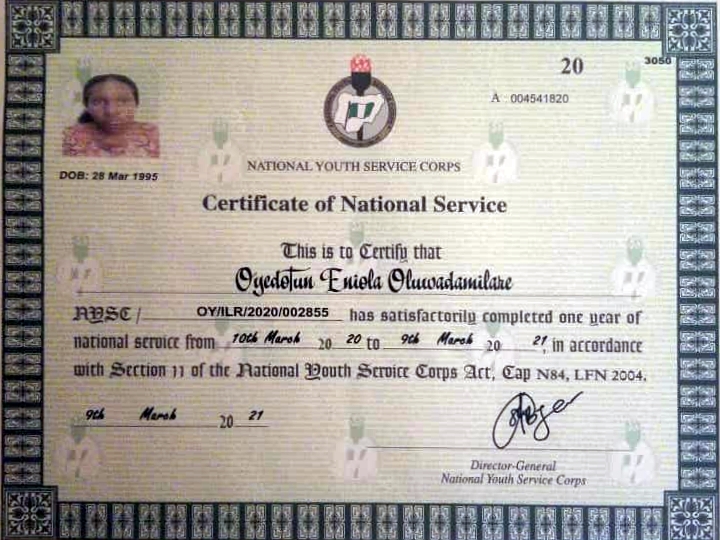 20
3050
A 004541820
DOB: 28 Mar 1995
NATIONAL YOUTH SERVICE CORPS
Certificate of National Service
This is to Certify that
Oyedotun Eniola Oluwadamilare
NYSC/ OY/ILR/2020/002855 has satisfactorily completed one year of
national service from 10th March 20 20 to 9th March 20 21, in accordance
with Section 11 of the National Youth Service Corps Act, Cap N84, LFN 2004.
9th March 20 21
Director-General
National Youth Service Corps